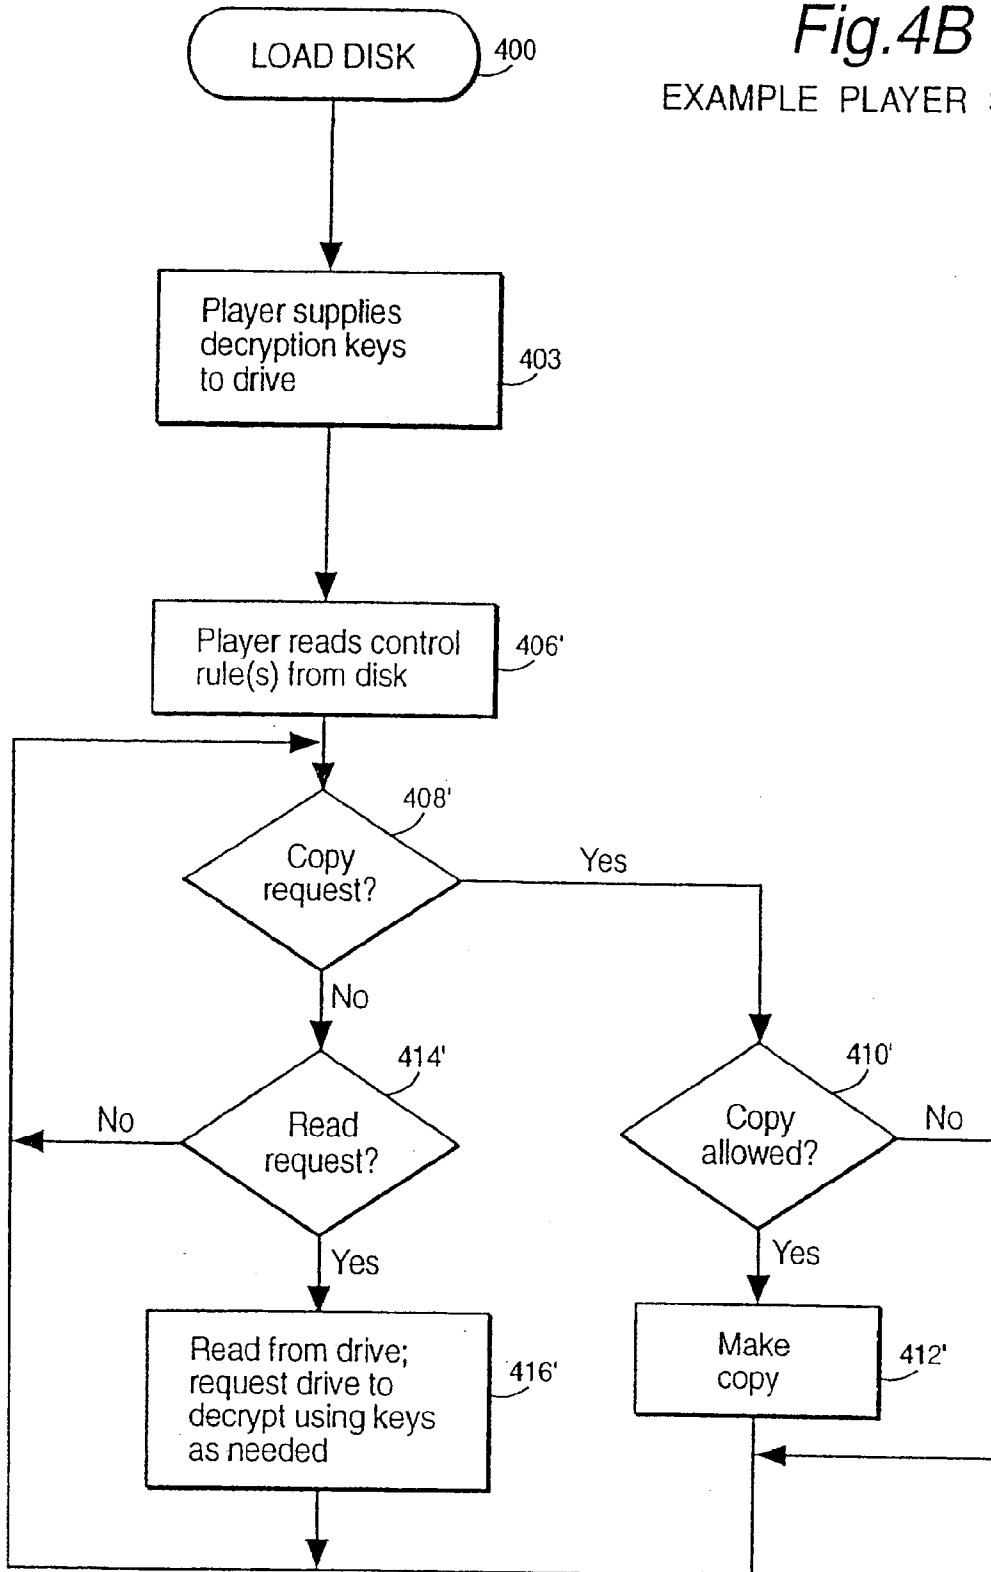 Fig.4B
EXAMPLE PLAYER
LOAD DISK
400
Player supplies
decryption keys
to drive
403
Player reads control
rule(s) from disk
406'
408'
Copy
request?
Yes
No
414'
Read
request?
No
Yes
410'
Copy
allowed?
No
Yes
Read from drive;
request drive to
decrypt using keys
as needed
416'
Make
copy
412'